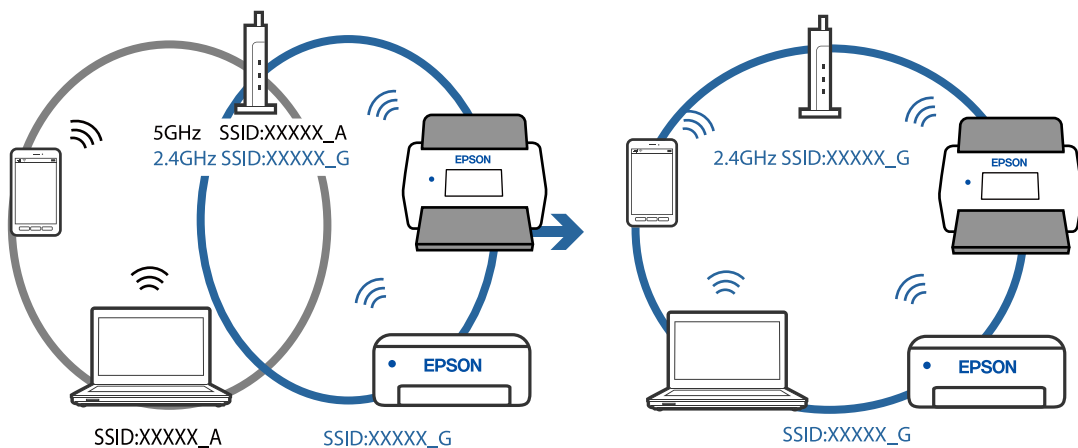 5GHz SSID:XXXXX_A
2.4GHz SSID:XXXXX_G
EPSON
EPSON
SSID:XXXXX_A
SSID:XXXXX_G
2.4GHz SSID:XXXXX_G
EPSON
EPSON
SSID:XXXXX_G